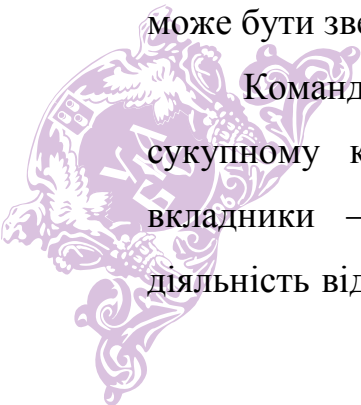 може бути зве
Команд
сукупному к
вкладники –
діяльність від